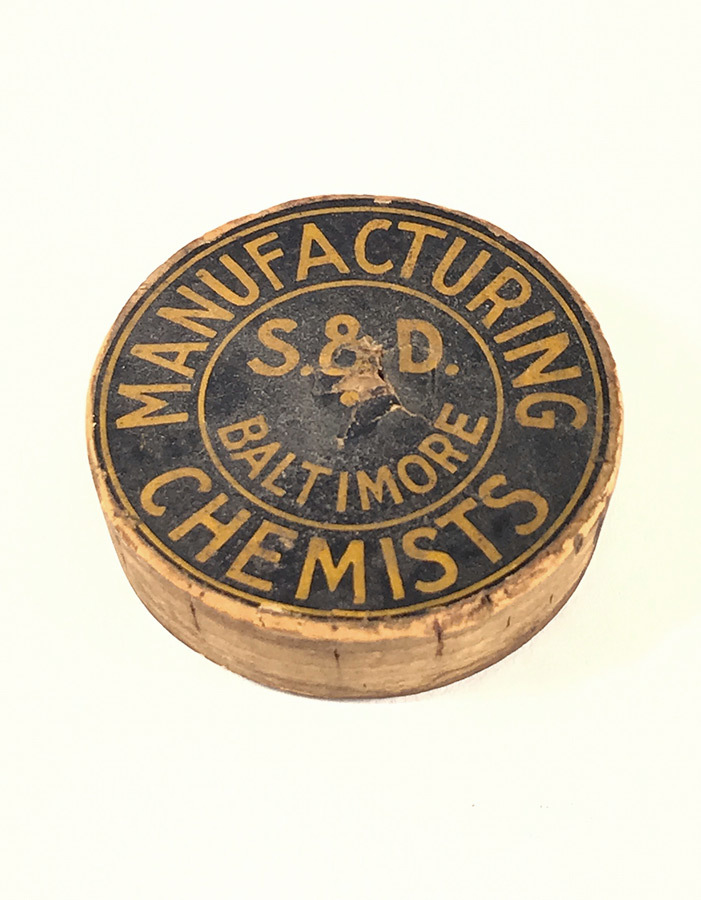 MANUFACTURING
S. & D.
BALTIMORE
CHEMISTS